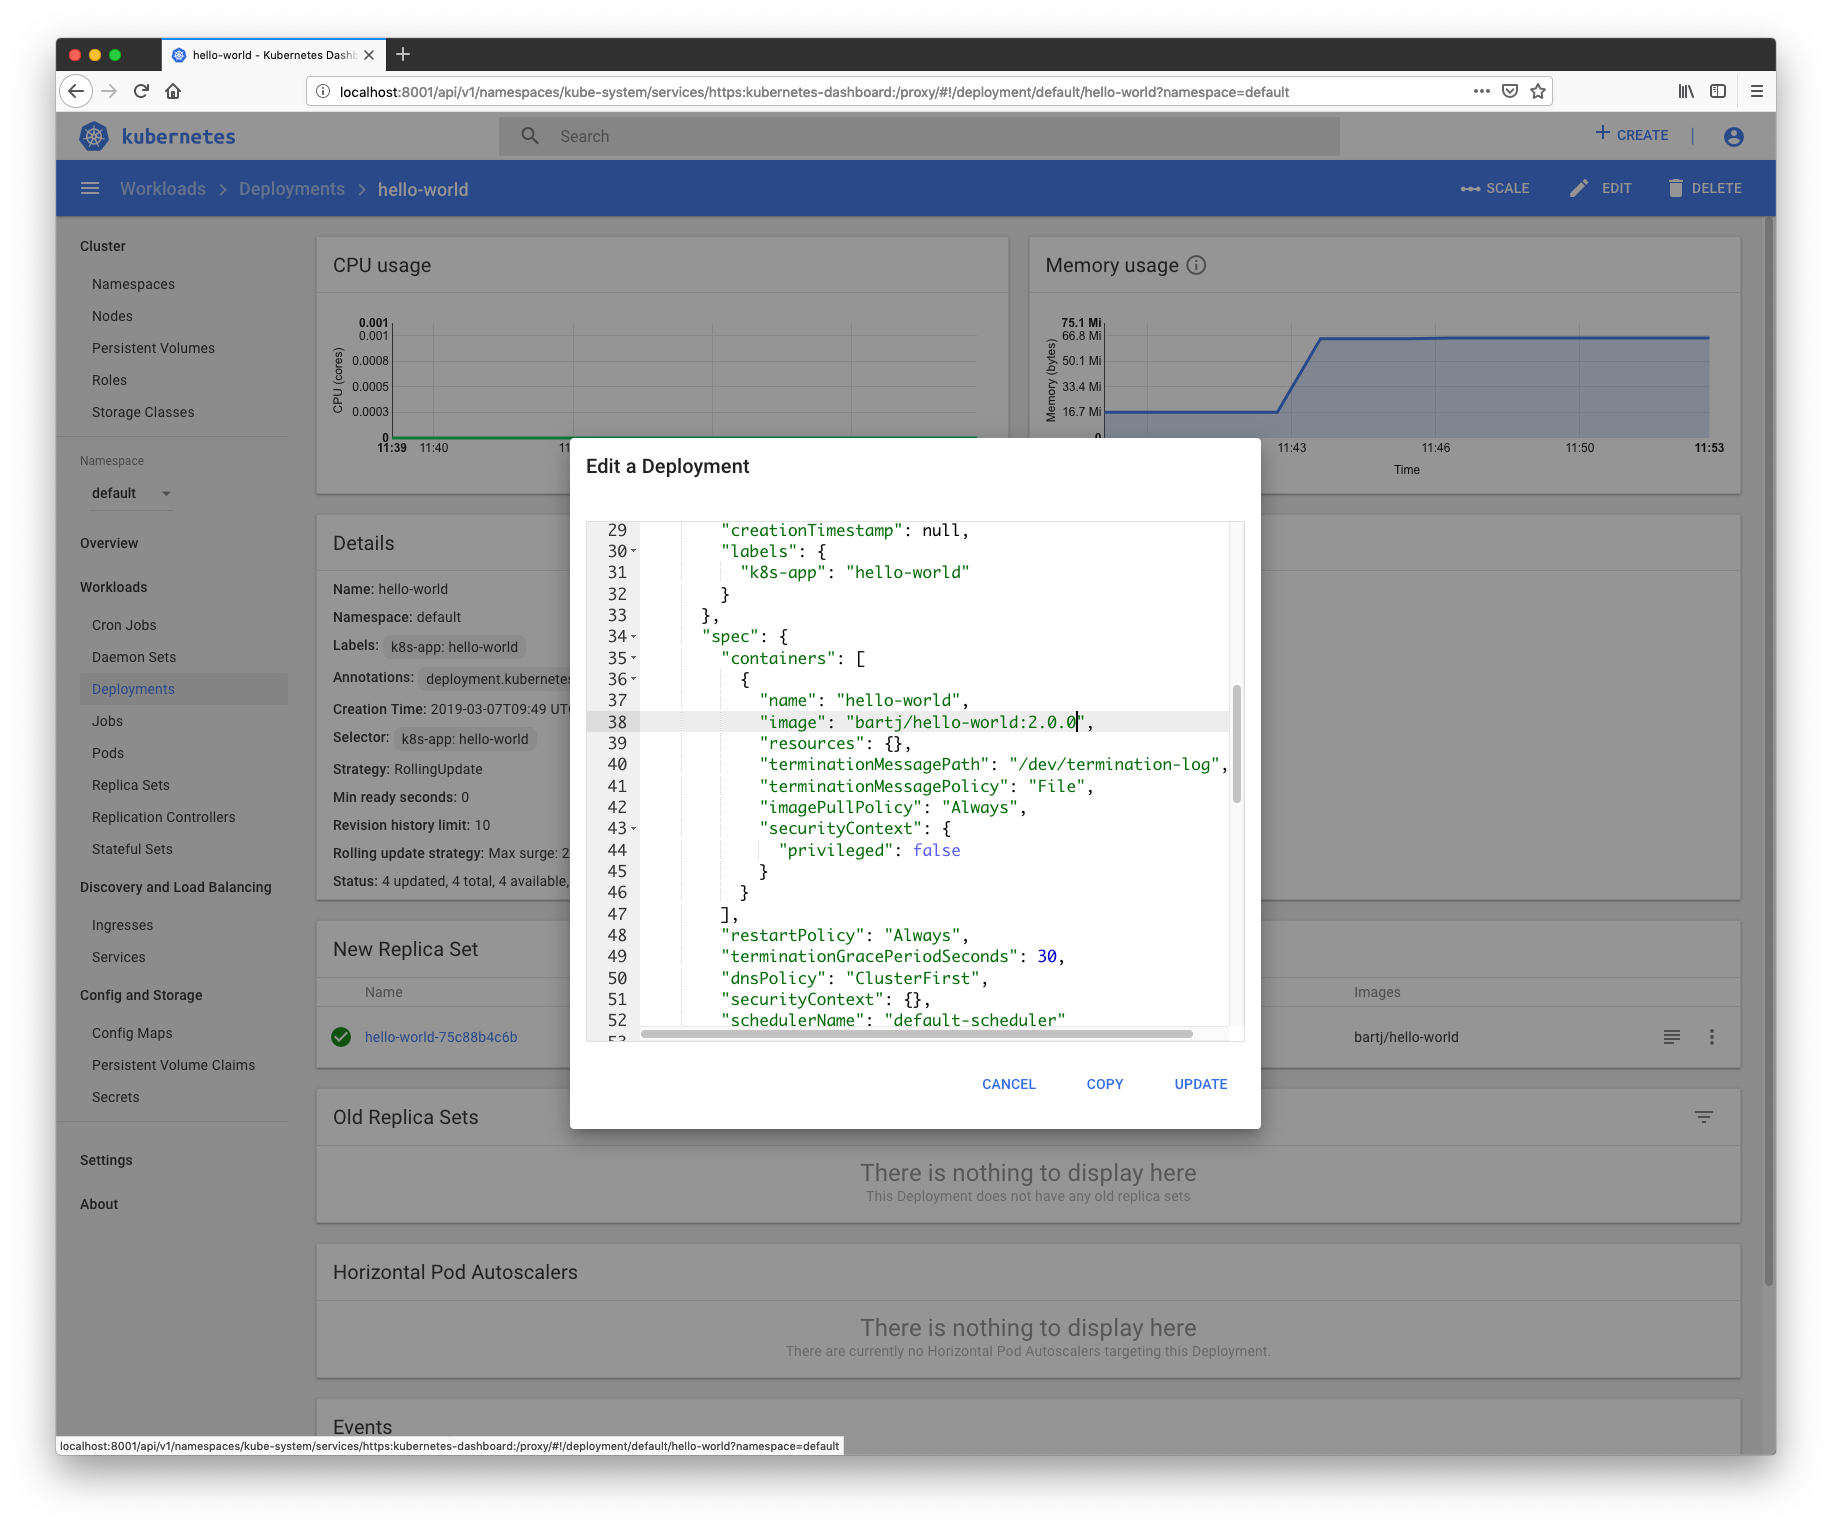 hello-world - Kubernetes Dashb
localhost:8001/api/v1/namespaces/kube-system/services/https:kubernetes-dashboard:/proxy/#!/deployment/default/hello-world?namespace=default
kubernetes
Search
CREATE
Workloads > Deployments > hello-world
SCALE
EDIT
DELETE
Cluster
Namespaces
Nodes
Persistent Volumes
Roles
Storage Classes
Namespace
default
Overview
Workloads
Cron Jobs
Daemon Sets
Deployments
Jobs
Pods
Replica Sets
Replication Controllers
Stateful Sets
Discovery and Load Balancing
Ingresses
Services
Config and Storage
Config Maps
Persistent Volume Claims
Secrets
Settings
About
CPU usage
CPU (cores)
0.001
0.001
0.0008
0.0005
0.0003
0
11:39 11:40
Memory usage
Memory (bytes)
75.1 Mi
66.8 Mi
50.1 Mi
33.4 Mi
16.7 Mi
0
11:43 11:46 11:50 11:53
Time
Details
Name: hello-world
Namespace: default
Labels: k8s-app: hello-world
Annotations: deployment.kubernetes
Creation Time: 2019-03-07T09:49 UTC
Selector: k8s-app: hello-world
Strategy: RollingUpdate
Min ready seconds: 0
Revision history limit: 10
Rolling update strategy: Max surge: 2
Status: 4 updated, 4 total, 4 available,
New Replica Set
Name
Images
hello-world-75c88b4c6b
bartj/hello-world
Old Replica Sets
There is nothing to display here
This Deployment does not have any old replica sets
Horizontal Pod Autoscalers
There is nothing to display here
There are currently no Horizontal Pod Autoscalers targeting this Deployment.
Events
Edit a Deployment
29 "creationTimestamp": null,
30 "labels": {
31 "k8s-app": "hello-world"
32 }
33 },
34 "spec": {
35 "containers": [
36 {
37 "name": "hello-world",
38 "image": "bartj/hello-world:2.0.0",
39 "resources": {},
40 "terminationMessagePath": "/dev/termination-log",
41 "terminationMessagePolicy": "File",
42 "imagePullPolicy": "Always",
43 "securityContext": {
44 "privileged": false
45 }
46 }
47 ],
48 "restartPolicy": "Always",
49 "terminationGracePeriodSeconds": 30,
50 "dnsPolicy": "ClusterFirst",
51 "securityContext": {},
52 "schedulerName": "default-scheduler"
53
CANCEL
COPY
UPDATE
localhost:8001/api/v1/namespaces/kube-system/services/https:kubernetes-dashboard:/proxy/#!/deployment/default/hello-world?namespace=default